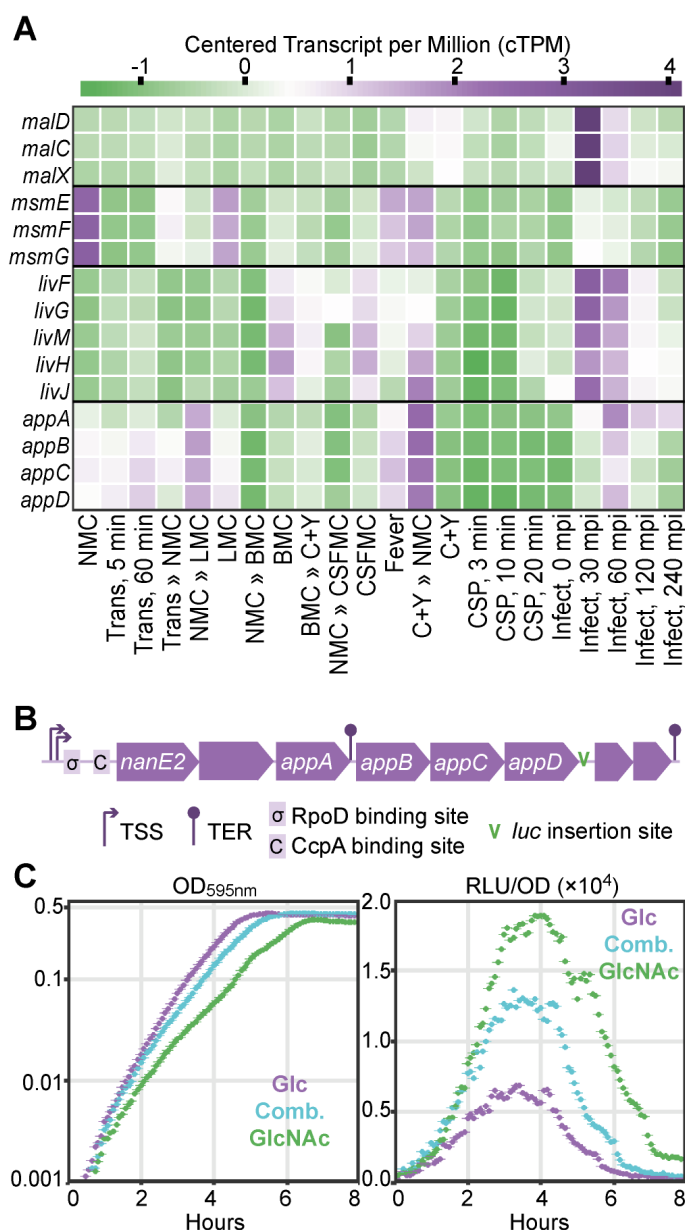 A
Centered Transcript per Million (cTPM)
-1 0 1 2 3 4
malD
malC
malX
msmE
msmF
msmG
livF
livG
livM
livH
livJ
appA
appB
appC
appD
NMC
Trans, 5 min
Trans, 60 min
Trans » NMC
NMC » LMC
LMC
NMC » BMC
BMC
BMC » C+Y
NMC » CSFMC
CSFMC
Fever
C+Y » NMC
C+Y
CSP, 3 min
CSP, 10 min
CSP, 20 min
Infect, 0 mpi
Infect, 30 mpi
Infect, 60 mpi
Infect, 120 mpi
Infect, 240 mpi
B
σ C nanE2 appA appB appC appD v
TSS TER σ RpoD binding site v luc insertion site
C CcpA binding site
C
OD595nm
0.5
0.1
0.01
0.001
Glc
Comb.
GlcNAc
0 2 4 6 8
Hours
RLU/OD (×10⁴)
2.0
1.5
1.0
0.5
0.0
Glc
Comb.
GlcNAc
0 2 4 6 8
Hours